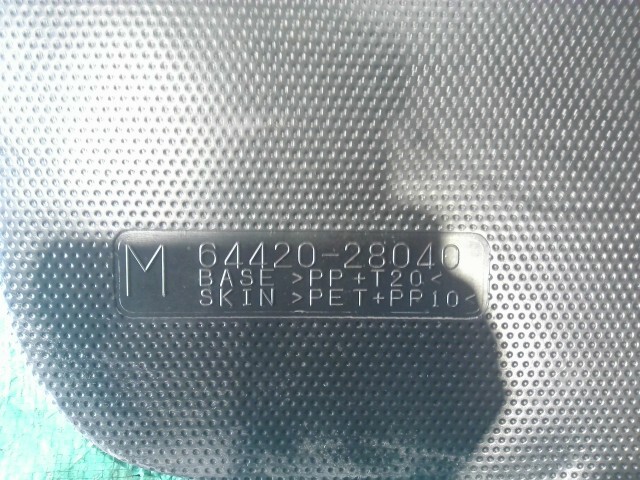 M 64420-28040
BASE >PP+T20<
SKIN >PET+PP10<